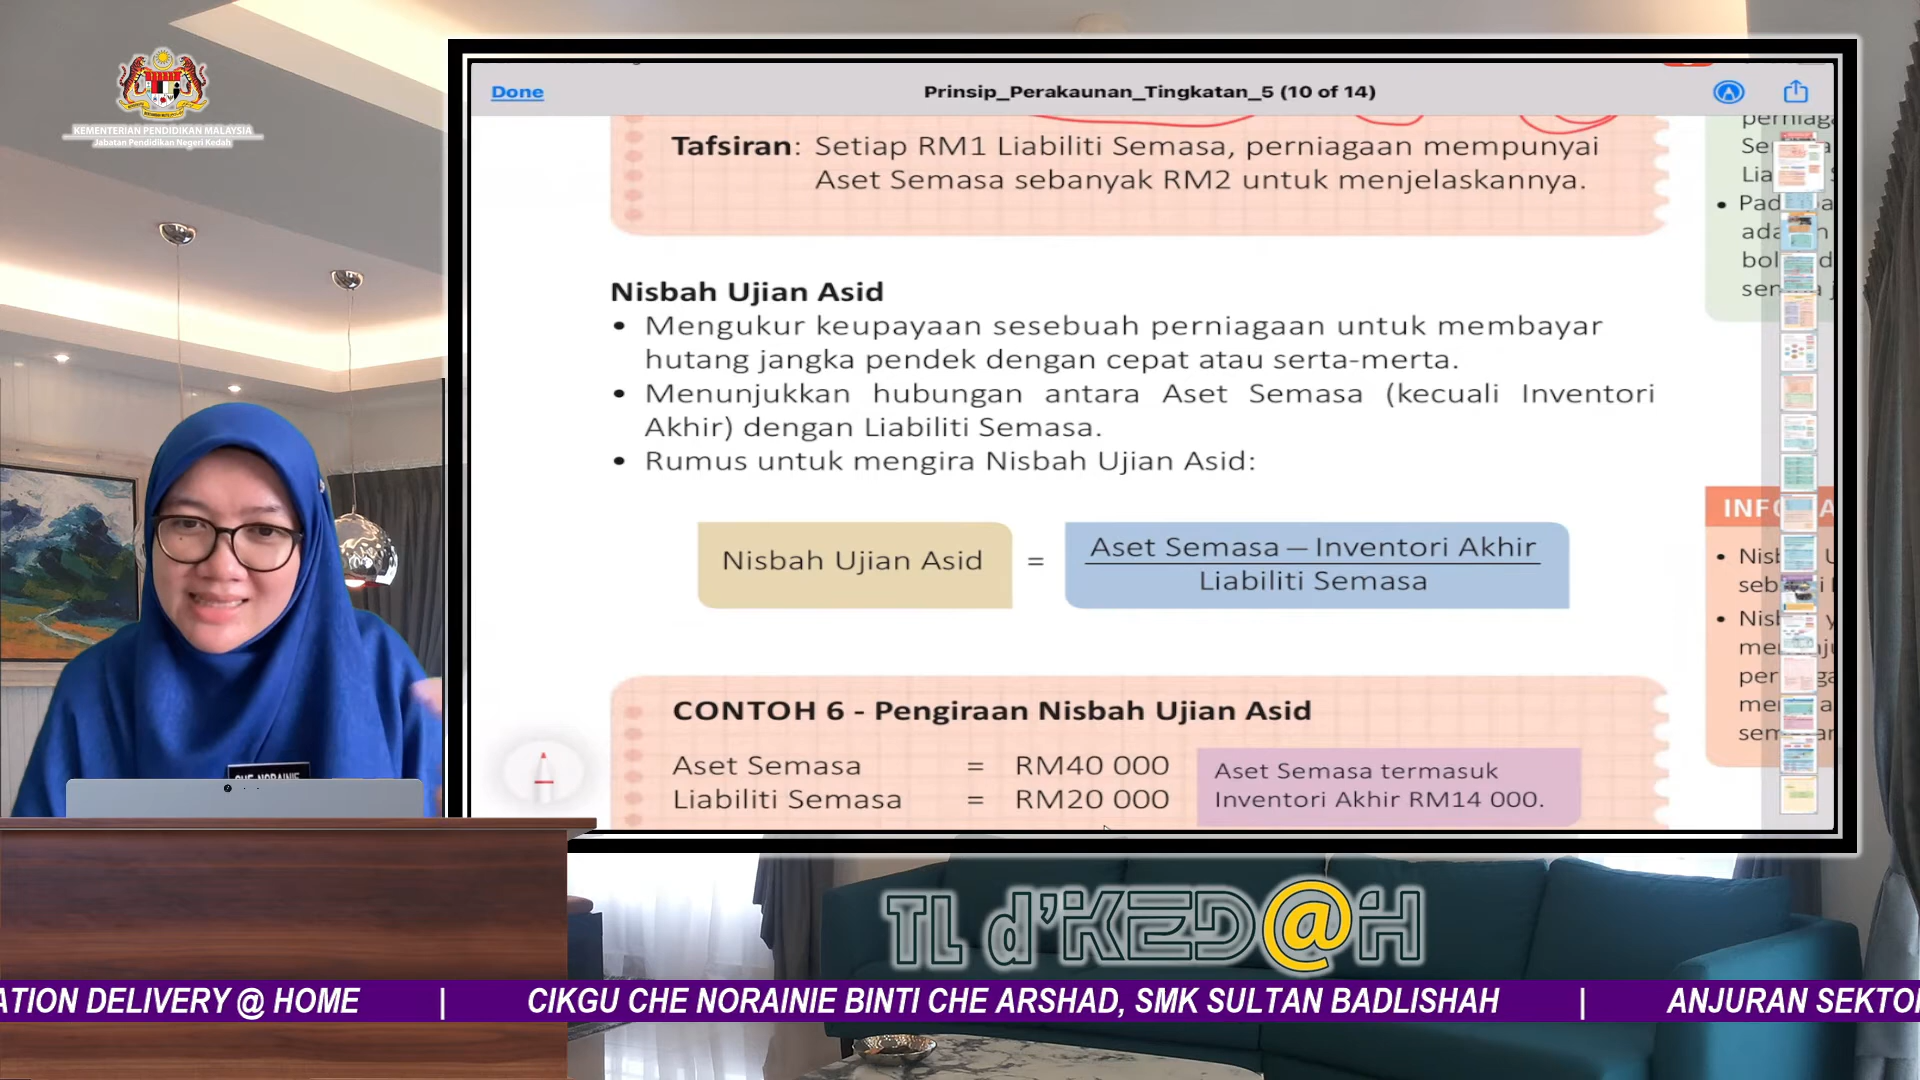 KEMENTERIAN PENDIDIKAN MALAYSIA
Jabatan Pendidikan Negeri Kedah
Done
Prinsip_Perakaunan_Tingkatan_5 (10 of 14)
Tafsiran: Setiap RM1 Liabiliti Semasa, perniagaan mempunyai
Aset Semasa sebanyak RM2 untuk menjelaskannya.
Nisbah Ujian Asid
• Mengukur keupayaan sesebuah perniagaan untuk membayar
hutang jangka pendek dengan cepat atau serta-merta.
• Menunjukkan hubungan antara Aset Semasa (kecuali Inventori
Akhir) dengan Liabiliti Semasa.
• Rumus untuk mengira Nisbah Ujian Asid:
Nisbah Ujian Asid = Aset Semasa – Inventori Akhir
Liabiliti Semasa
CONTOH 6 - Pengiraan Nisbah Ujian Asid
Aset Semasa = RM40 000
Liabiliti Semasa = RM20 000
Aset Semasa termasuk
Inventori Akhir RM14 000.
CHE NORAINIE
TL d'KED@H
ATION DELIVERY @ HOME | CIKGU CHE NORAINIE BINTI CHE ARSHAD, SMK SULTAN BADLISHAH | ANJURAN SEKTO